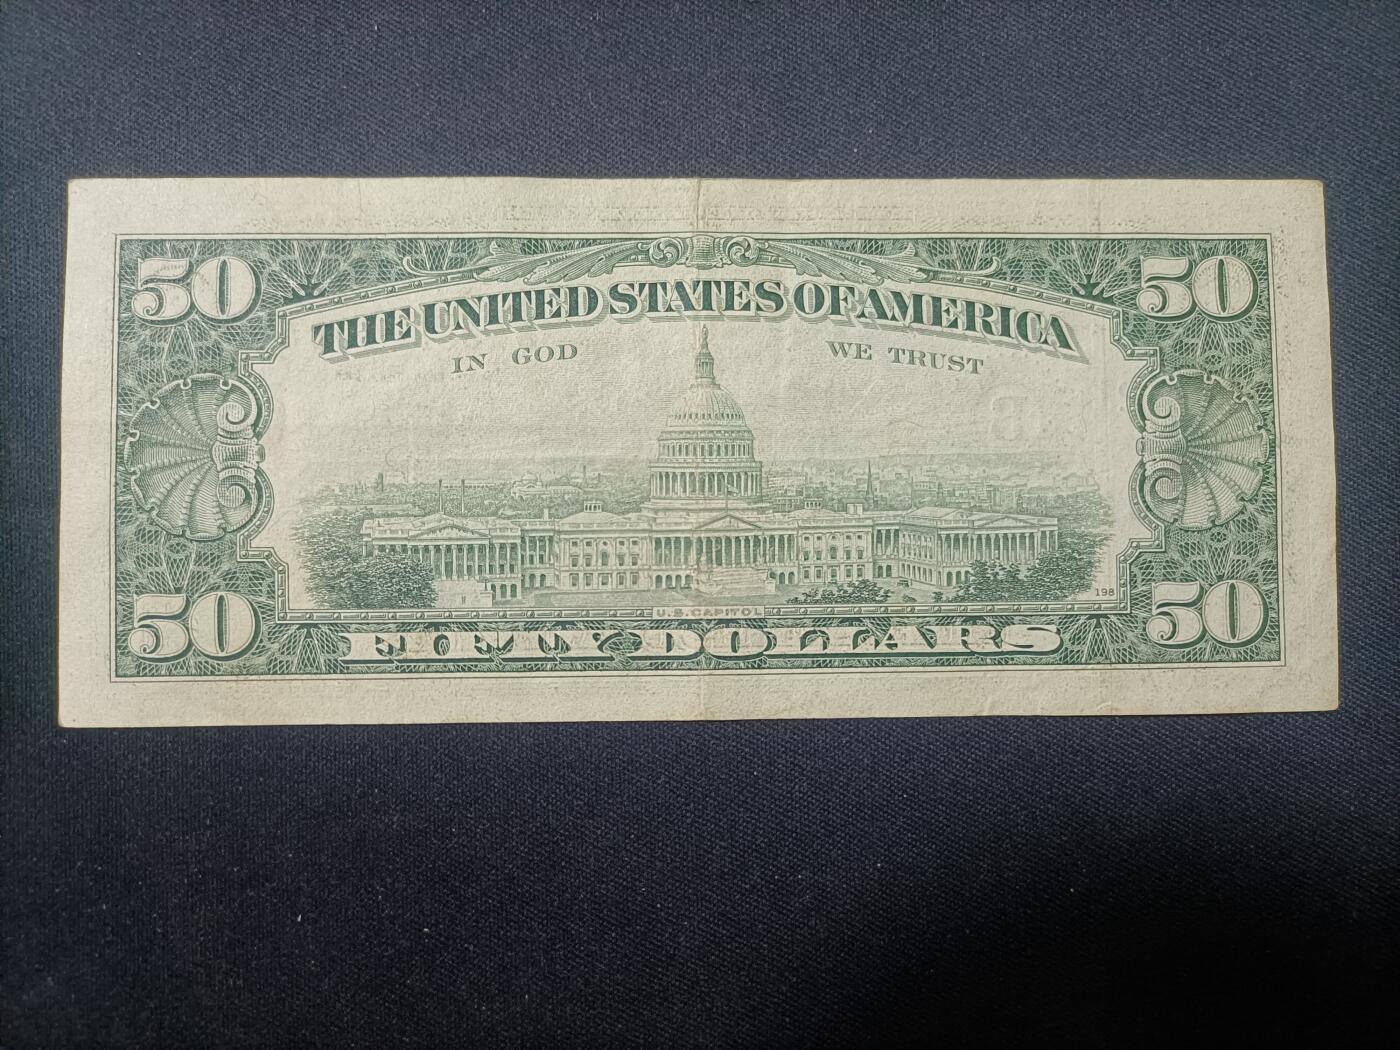 50 50
THE UNITED STATES OF AMERICA
IN GOD WE TRUST
198
U.S. CAPITOL
50 FIFTY DOLLARS 50